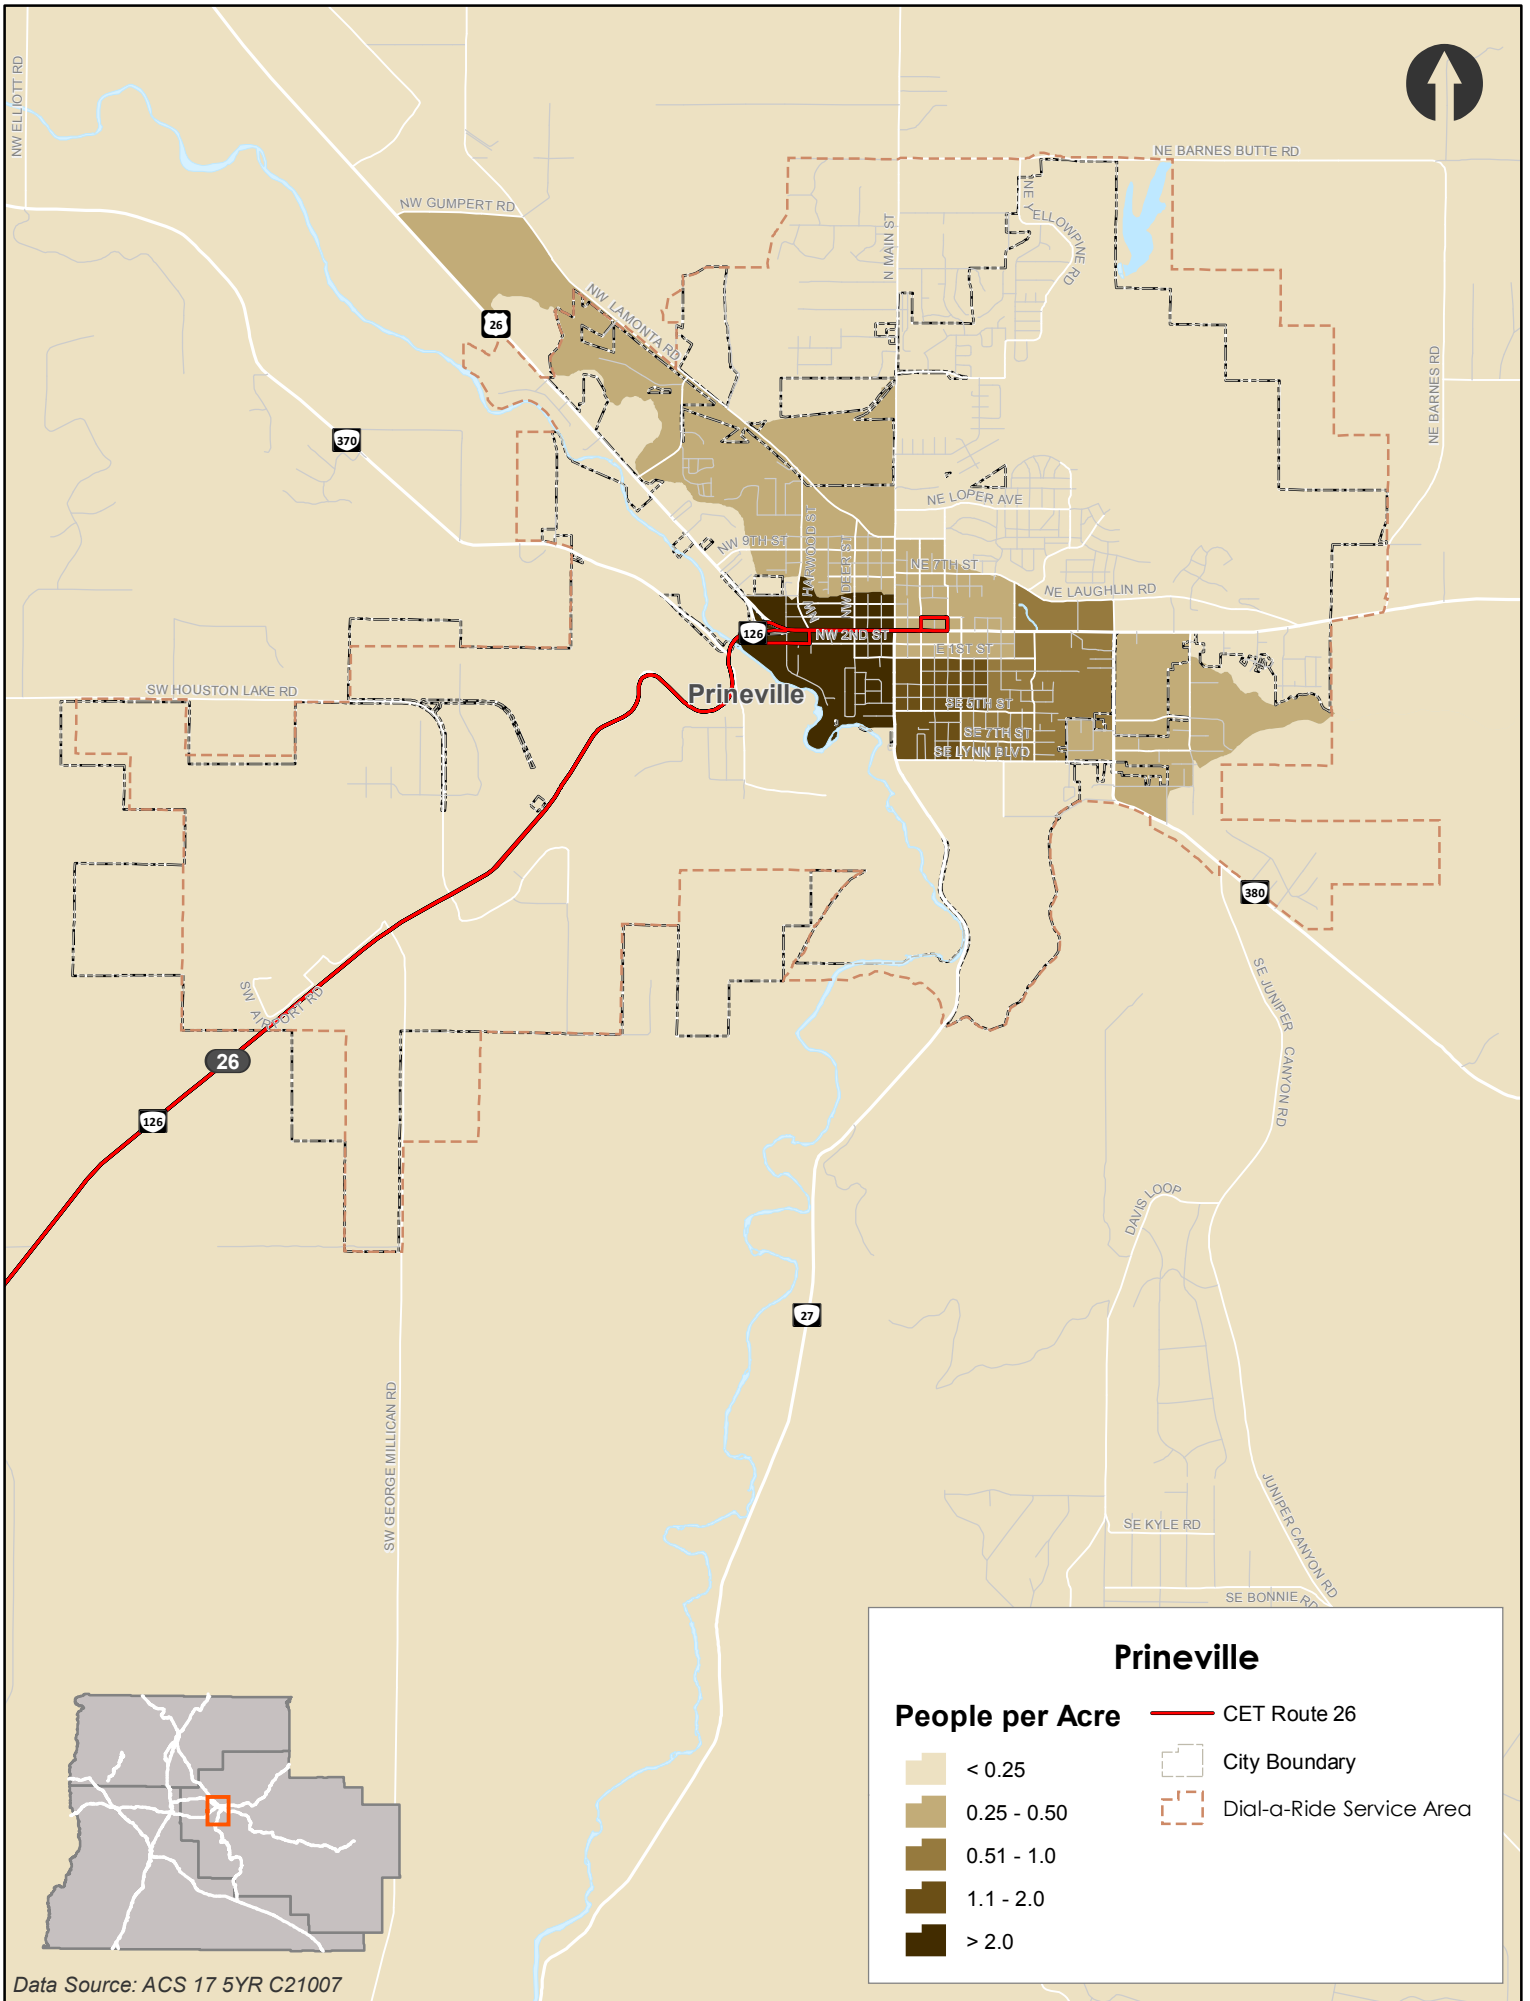 NW ELLIOTT RD
NE BARNES BUTTE RD
NW GUMPERT RD
N MAIN ST
NE YELLOWPINE RD
26
NW LAMONTA RD
NE BARNES RD
370
NE LOPER AVE
NW HARWOOD ST
NW 9TH ST
NW DEER ST
NE 7TH ST
NE LAUGHLIN RD
126
NW 2ND ST
E 1ST ST
SW HOUSTON LAKE RD
Prineville
SE 5TH ST
SE 7TH ST
SE LYNN BLVD
380
SW AIRPORT RD
SE JUNIPER CANYON RD
26
126
DAVIS LOOP
27
SW GEORGE MILLICAN RD
JUNIPER CANYON RD
SE KYLE RD
SE BONNIE RD
Prineville
People per Acre
< 0.25
0.25 - 0.50
0.51 - 1.0
1.1 - 2.0
> 2.0
CET Route 26
City Boundary
Dial-a-Ride Service Area
Data Source: ACS 17 5YR C21007